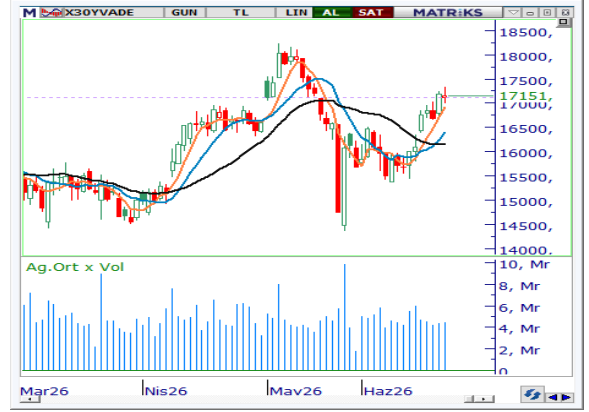 M X30YVADE GUN TL LIN AL SAT MATRiKS
18500,
18000,
17500,
17151,
17000,
16500,
16000,
15500,
15000,
14500,
14000,
Ag.Ort x Vol
10, Mr
8, Mr
6, Mr
4, Mr
2, Mr
0
Mar26 Nis26 May26 Haz26